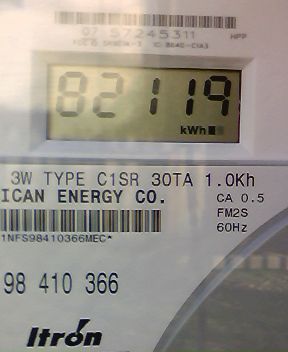 07 57245311 HPP
82119
kWh
3W TYPE C1SR 30TA 1.0Kh
ICAN ENERGY CO.
CA 0.5
FM2S
1NFS98410366MEC*
60Hz
98 410 366
Itron